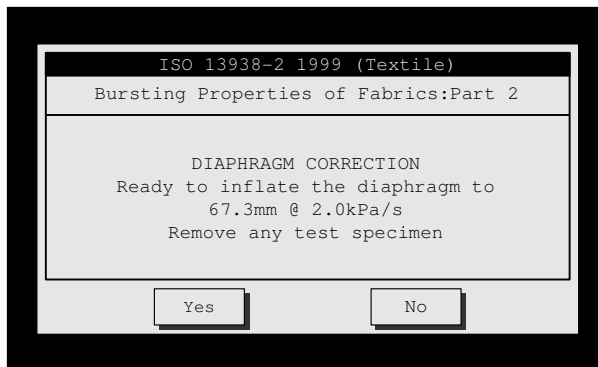 ISO 13938-2 1999 (Textile)
Bursting Properties of Fabrics:Part 2
DIAPHRAGM CORRECTION
Ready to inflate the diaphragm to
67.3mm @ 2.0kPa/s
Remove any test specimen
Yes No